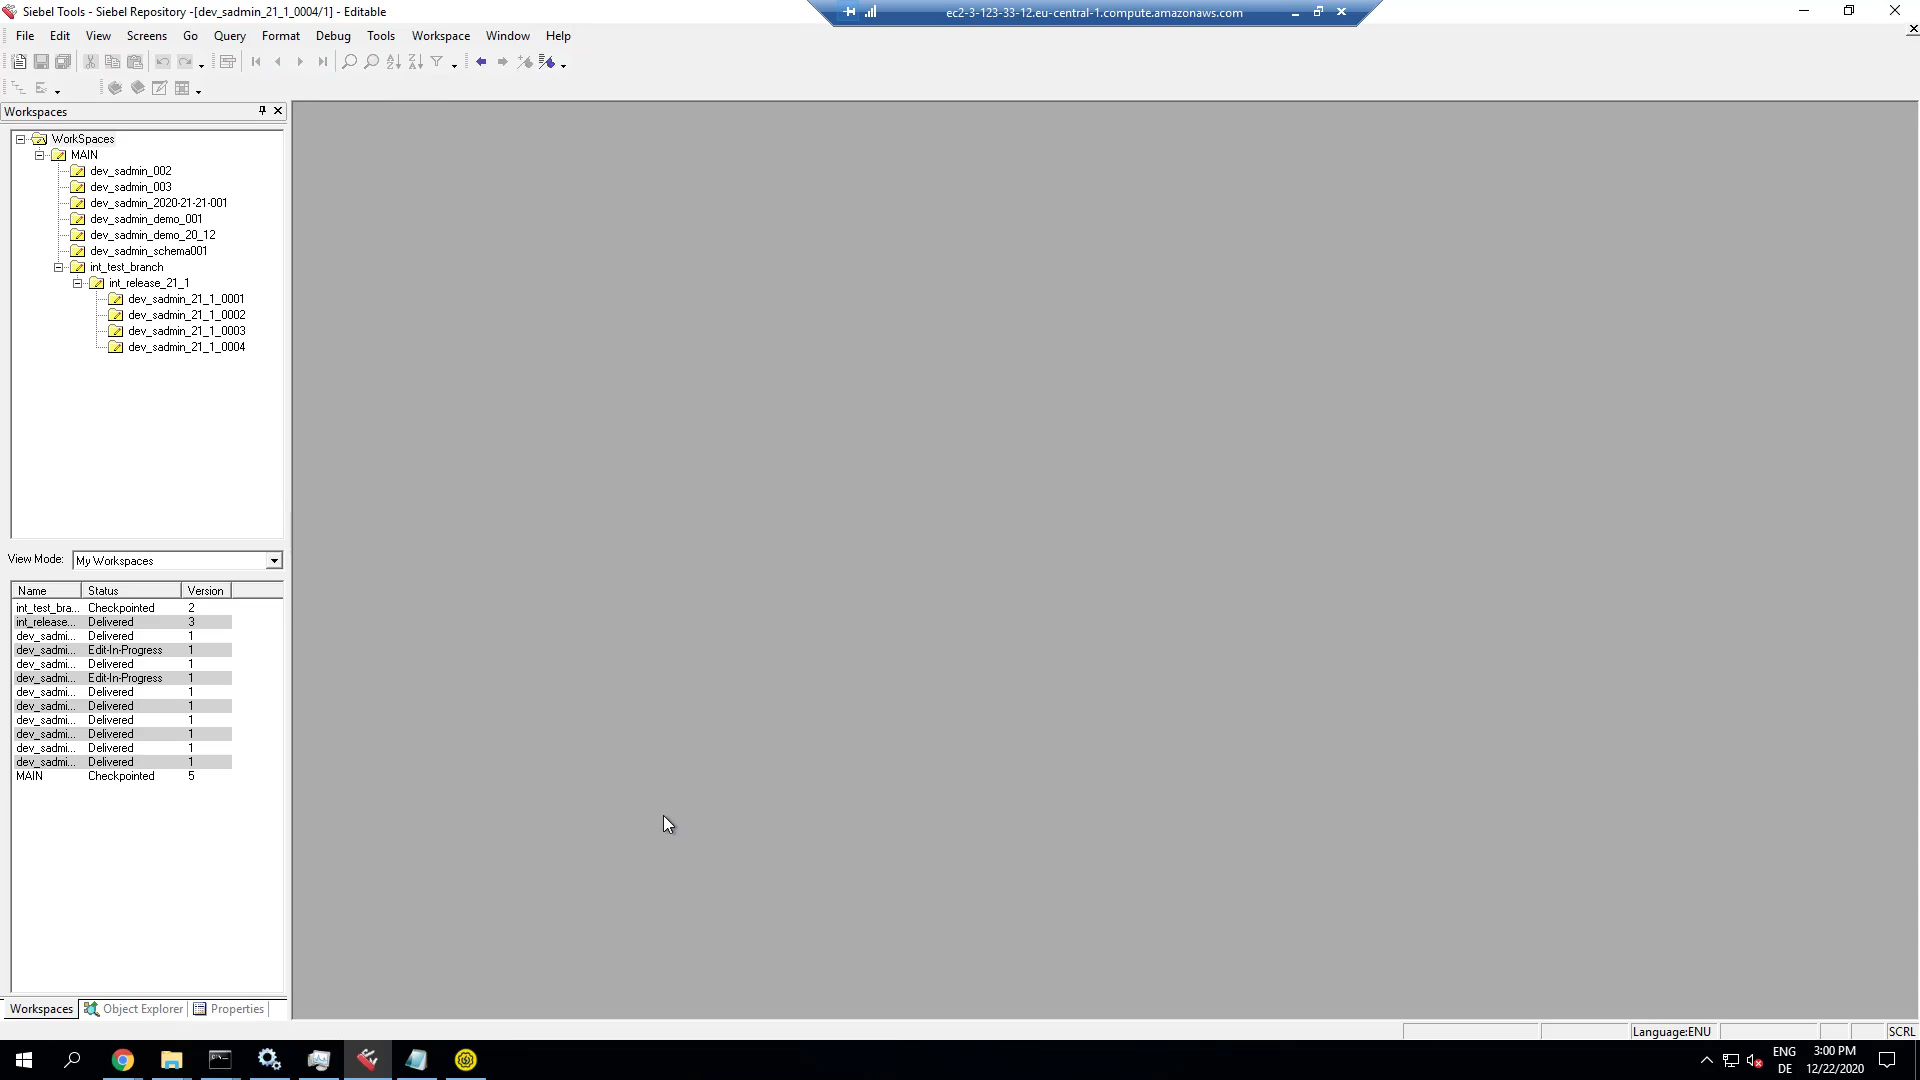 Siebel Tools - Siebel Repository -[dev_sadmin_21_1_0004/1] - Editable
ec2-3-123-33-12.eu-central-1.compute.amazonaws.com
File Edit View Screens Go Query Format Debug Tools Workspace Window Help
Workspaces
WorkSpaces
MAIN
dev_sadmin_002
dev_sadmin_003
dev_sadmin_2020-21-21-001
dev_sadmin_demo_001
dev_sadmin_demo_20_12
dev_sadmin_schema001
int_test_branch
int_release_21_1
dev_sadmin_21_1_0001
dev_sadmin_21_1_0002
dev_sadmin_21_1_0003
dev_sadmin_21_1_0004
View Mode: My Workspaces
Name Status Version
int_test_bra... Checkpointed 2
int_release... Delivered 3
dev_sadmi... Delivered 1
dev_sadmi... Edit-In-Progress 1
dev_sadmi... Delivered 1
dev_sadmi... Edit-In-Progress 1
dev_sadmi... Delivered 1
dev_sadmi... Delivered 1
dev_sadmi... Delivered 1
dev_sadmi... Delivered 1
dev_sadmi... Delivered 1
dev_sadmi... Delivered 1
MAIN Checkpointed 5
Workspaces Object Explorer Properties
Language:ENU SCRL
ENG 3:00 PM
DE 12/22/2020